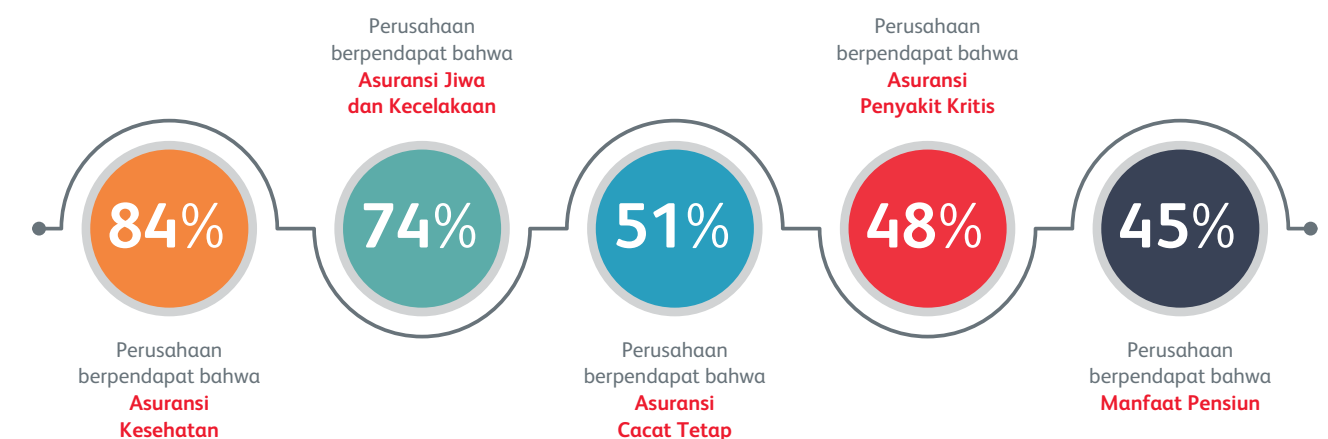 84%
Perusahaan
berpendapat bahwa
Asuransi
Kesehatan
Perusahaan
berpendapat bahwa
Asuransi Jiwa
dan Kecelakaan
74%
51%
Perusahaan
berpendapat bahwa
Asuransi
Cacat Tetap
Perusahaan
berpendapat bahwa
Asuransi
Penyakit Kritis
48%
45%
Perusahaan
berpendapat bahwa
Manfaat Pensiun